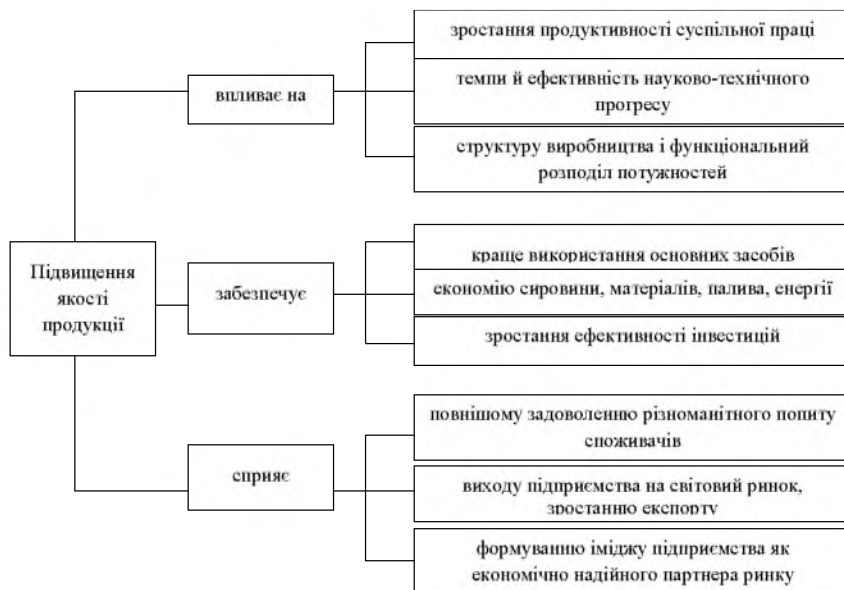 Підвищення
якості
продукції
впливає на
зростання продуктивності суспільної праці
темпи й ефективність науково-технічного
прогресу
структуру виробництва і функціональний
розподіл потужностей
забезпечує
краще використання основних засобів
економію сировини, матеріалів, палива, енергії
зростання ефективності інвестицій
сприяє
повнішому задоволенню різноманітного попиту
споживачів
виходу підприємства на світовий ринок,
зростанню експорту
формуванню іміджу підприємства як
економічно надійного партнера ринку